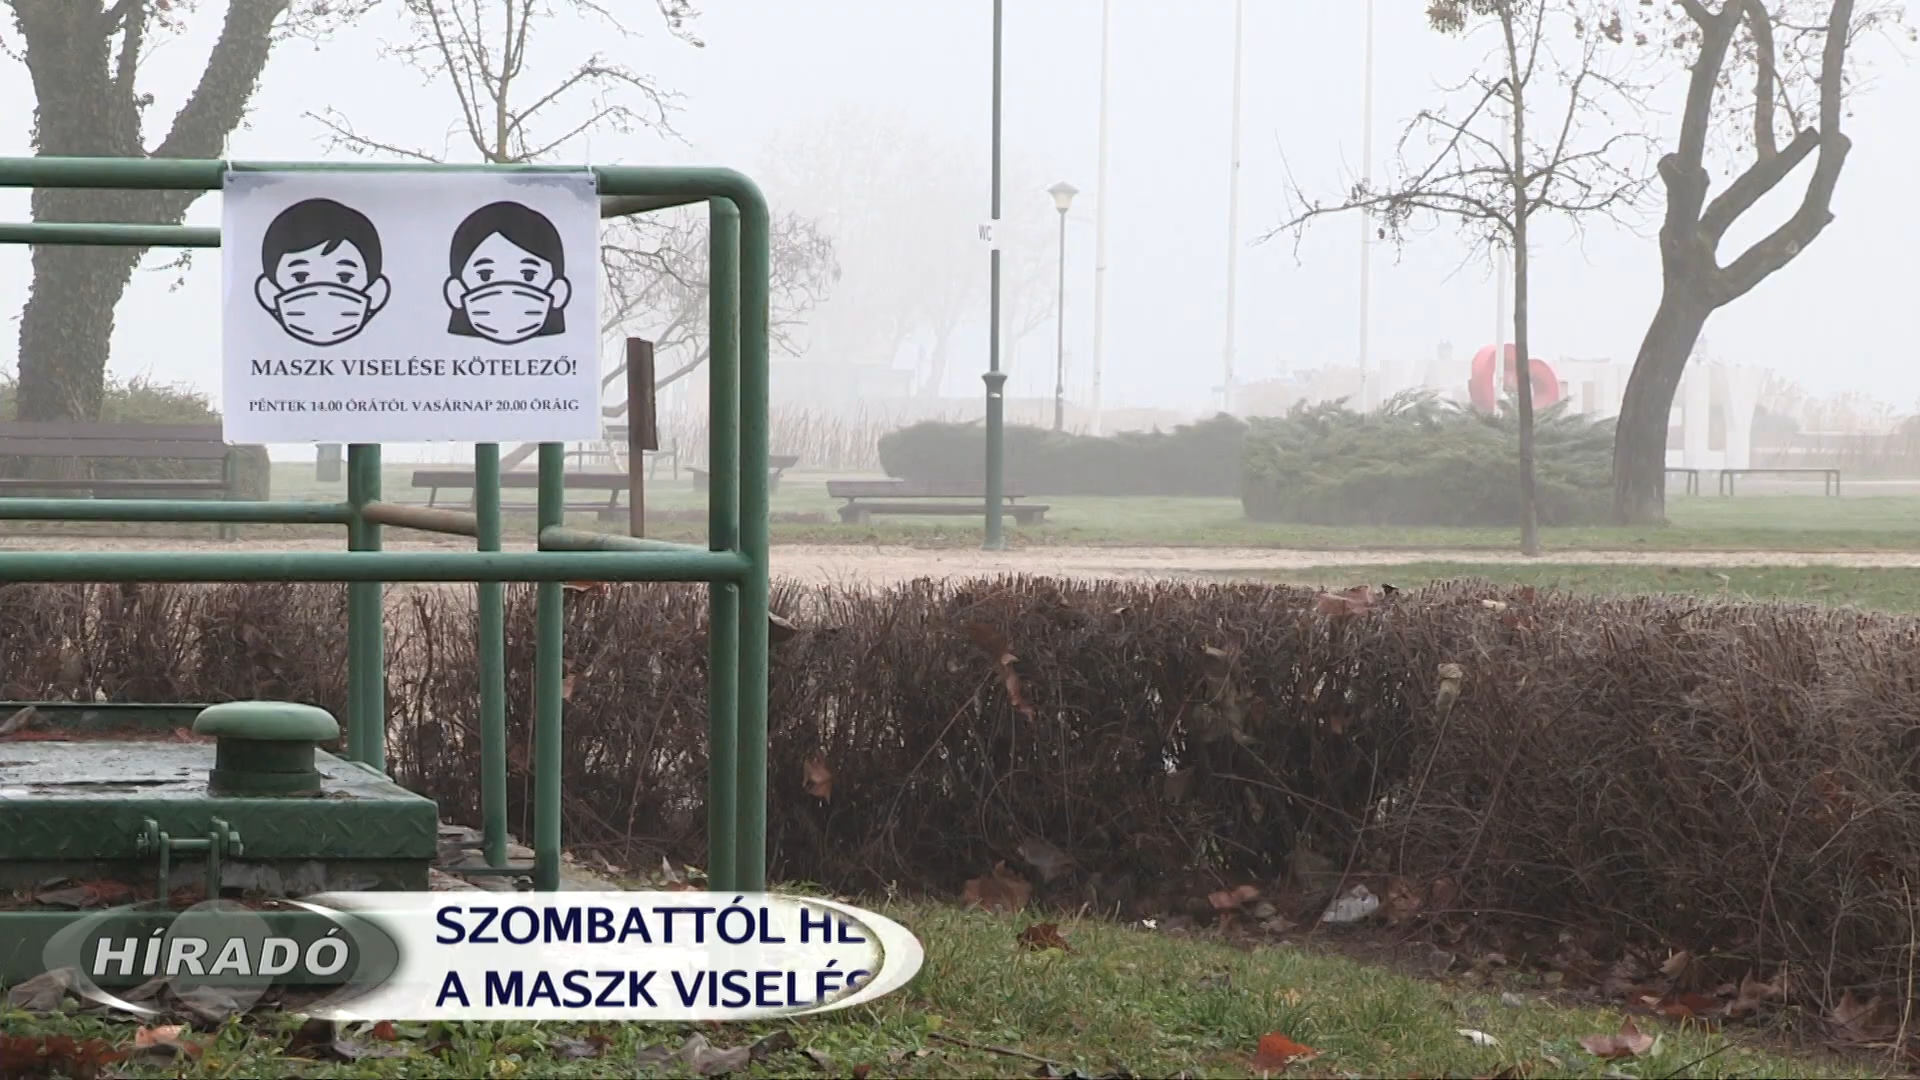 MASZK VISELÉSE KÖTELEZŐ!
PÉNTEK 14.00 ÓRÁTÓL VASÁRNAP 20.00 ÓRÁIG
WC
HÍRADÓ
SZOMBATTÓL
A MASZK